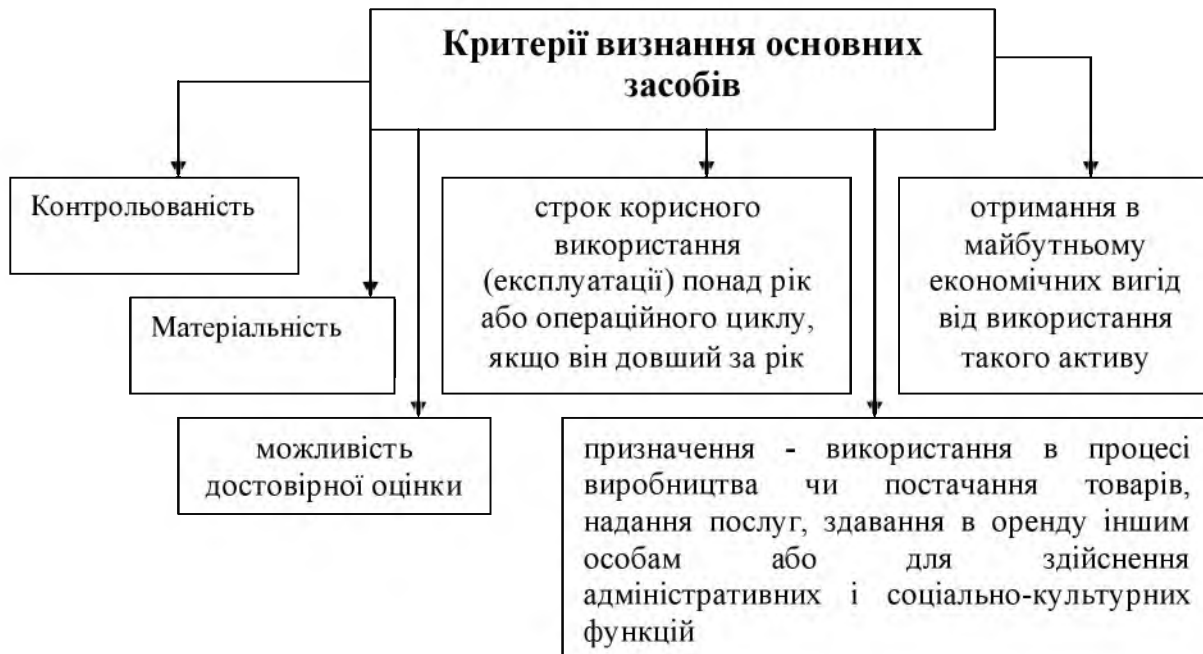 Критерії визнання основних
засобів
Контрольованість
строк корисного
використання
(експлуатації) понад рік
або операційного циклу,
якщо він довший за рік
отримання в
майбутньому
економічних вигід
від використання
такого активу
Матеріальність
можливість
достовірної оцінки
призначення - використання в процесі
виробництва чи постачання товарів,
надання послуг, здавання в оренду іншим
особам або для здійснення
адміністративних і соціально-культурних
функцій